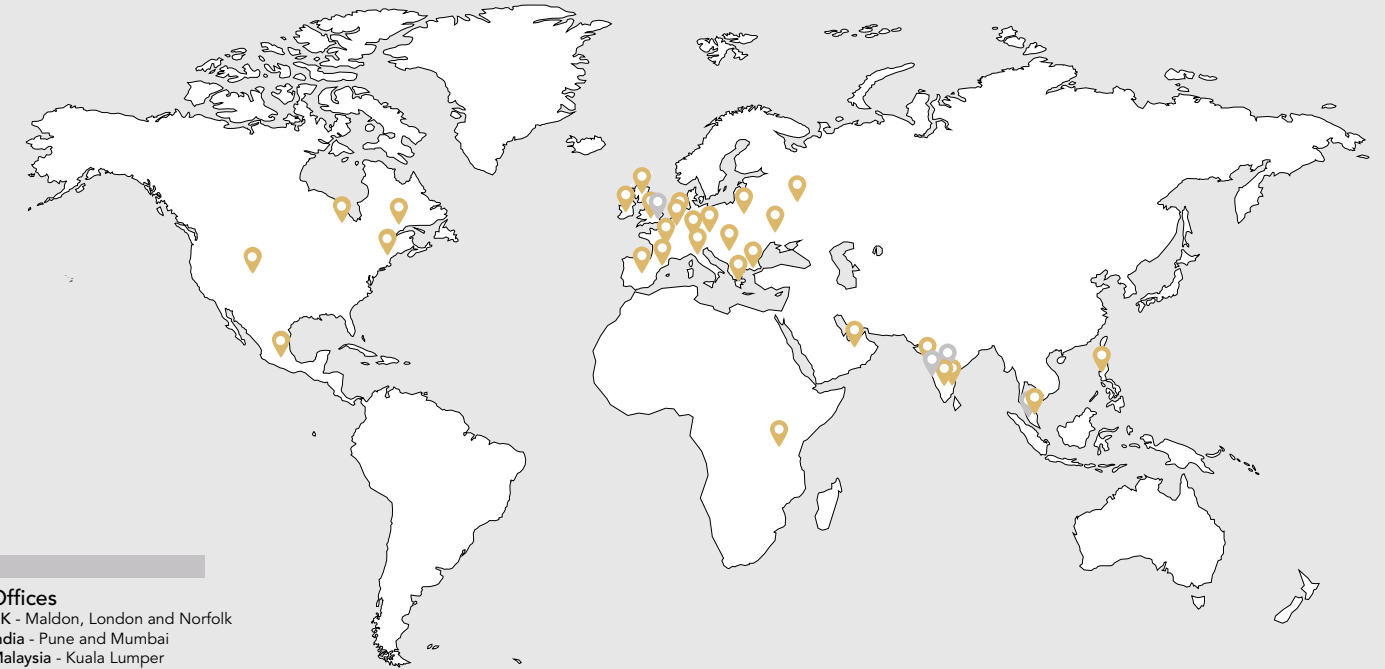 Offices
K - Maldon, London and Norfolk
ndia - Pune and Mumbai
Malaysia - Kuala Lumper